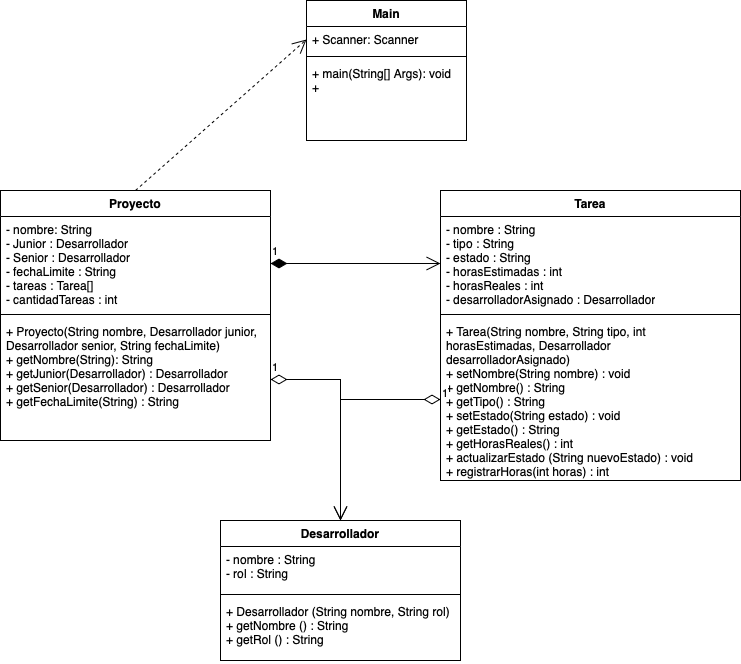 Main
+ Scanner: Scanner
+ main(String[] Args): void
+
Proyecto
- nombre: String
- Junior : Desarrollador
- Senior : Desarrollador
- fechaLimite : String
- tareas : Tarea[]
- cantidadTareas : int
+ Proyecto(String nombre, Desarrollador junior,
Desarrollador senior, String fechaLimite)
+ getNombre(String): String
+ getJunior(Desarrollador) : Desarrollador
+ getSenior(Desarrollador) : Desarrollador
+ getFechaLimite(String) : String
1
1
Tarea
- nombre : String
- tipo : String
- estado : String
- horasEstimadas : int
- horasReales : int
- desarrolladorAsignado : Desarrollador
+ Tarea(String nombre, String tipo, int
horasEstimadas, Desarrollador
desarrolladorAsignado)
+ setNombre(String nombre) : void
+ getNombre() : String
+ getTipo() : String
+ setEstado(String estado) : void
+ getEstado() : String
+ getHorasReales() : int
+ actualizarEstado (String nuevoEstado) : void
+ registrarHoras(int horas) : int
1
Desarrollador
- nombre : String
- rol : String
+ Desarrollador (String nombre, String rol)
+ getNombre () : String
+ getRol () : String